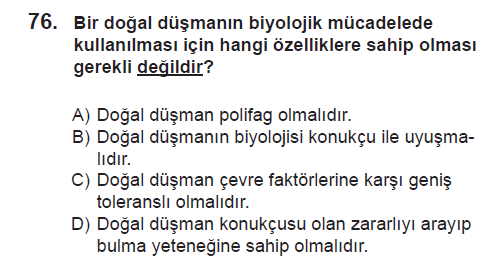 76. Bir doğal düşmanın biyolojik mücadelede
kullanılması için hangi özelliklere sahip olması
gerekli değildir?
A) Doğal düşman polifag olmalıdır.
B) Doğal düşmanın biyolojisi konukçu ile uyuşma-
lıdır.
C) Doğal düşman çevre faktörlerine karşı geniş
toleranslı olmalıdır.
D) Doğal düşman konukçusu olan zararlıyı arayıp
bulma yeteneğine sahip olmalıdır.